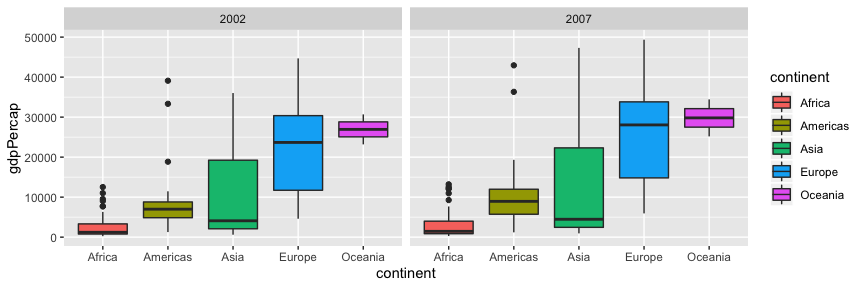 2002 2007
50000
40000
30000
20000
10000
0
gdpPercap
Africa Americas Asia Europe Oceania Africa Americas Asia Europe Oceania
continent
continent
Africa
Americas
Asia
Europe
Oceania